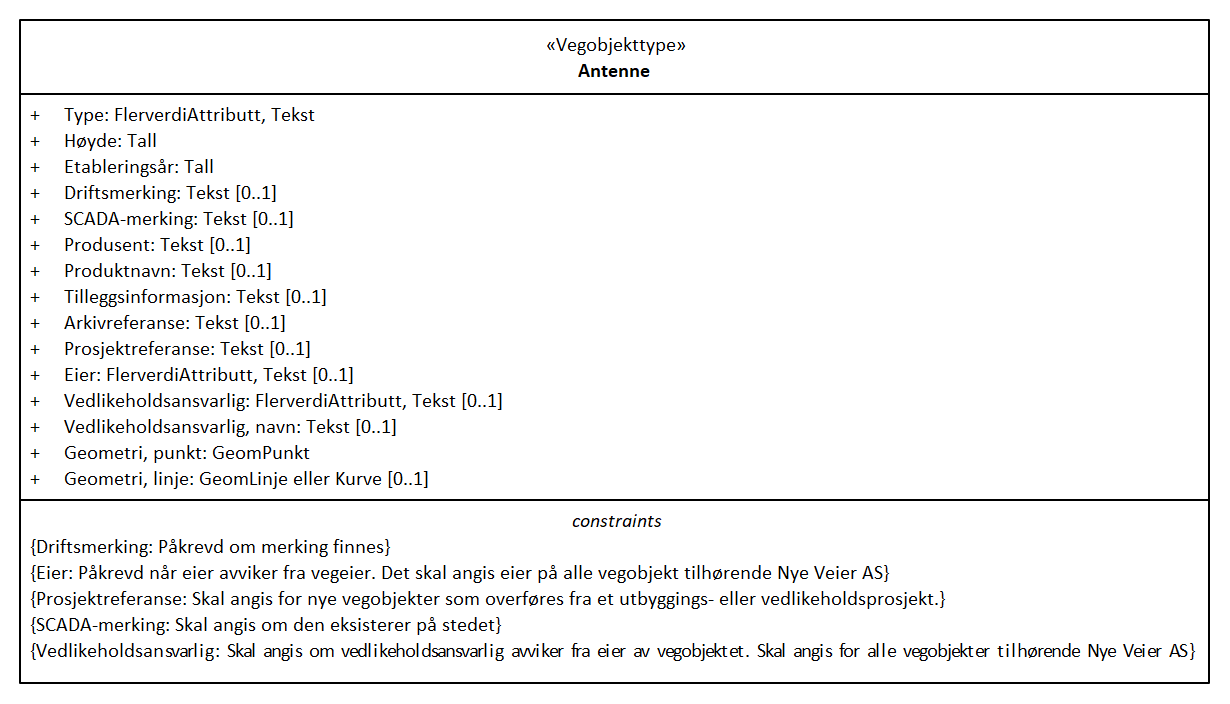 «Vegobjekttype»
Antenne
+ Type: FlerverdiAttributt, Tekst
+ Høyde: Tall
+ Etableringsår: Tall
+ Driftsmerking: Tekst [0..1]
+ SCADA-merking: Tekst [0..1]
+ Produsent: Tekst [0..1]
+ Produktnavn: Tekst [0..1]
+ Tilleggsinformasjon: Tekst [0..1]
+ Arkivreferanse: Tekst [0..1]
+ Prosjektreferanse: Tekst [0..1]
+ Eier: FlerverdiAttributt, Tekst [0..1]
+ Vedlikeholdsansvarlig: FlerverdiAttributt, Tekst [0..1]
+ Vedlikeholdsansvarlig, navn: Tekst [0..1]
+ Geometri, punkt: GeomPunkt
+ Geometri, linje: GeomLinje eller Kurve [0..1]
constraints
{Driftsmerking: Påkrevd om merking finnes}
{Eier: Påkrevd når eier avviker fra vegeier. Det skal angis eier på alle vegobjekt tilhørende Nye Veier AS}
{Prosjektreferanse: Skal angis for nye vegobjekter som overføres fra et utbyggings- eller vedlikeholdsprosjekt.}
{SCADA-merking: Skal angis om den eksisterer på stedet}
{Vedlikeholdsansvarlig: Skal angis om vedlikeholdsansvarlig avviker fra eier av vegobjektet. Skal angis for alle vegobjekter tilhørende Nye Veier AS}